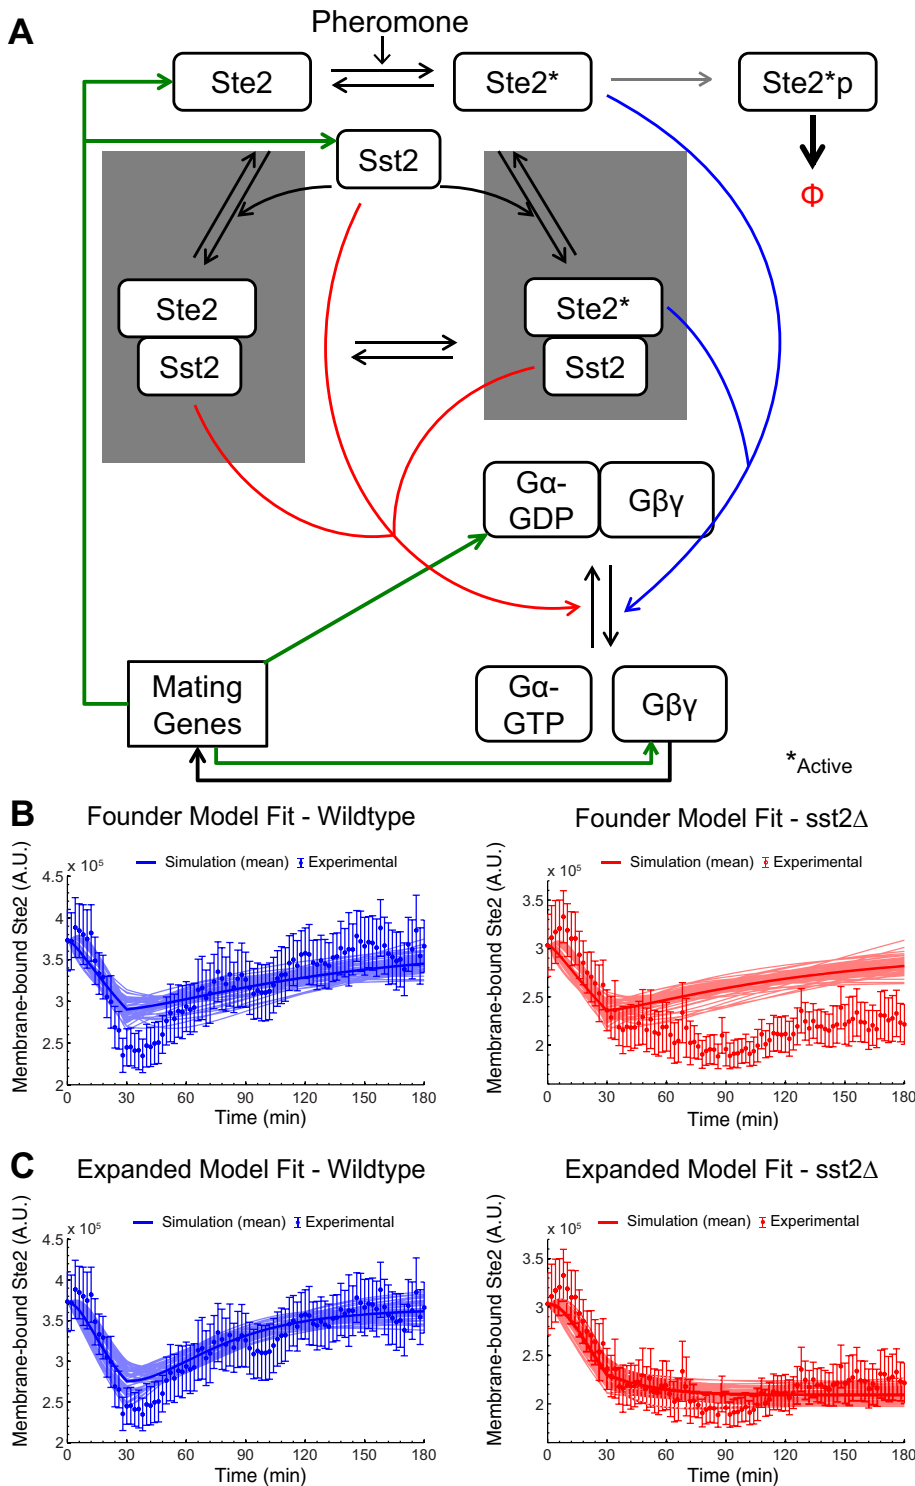 A
Pheromone
Ste2
Ste2*
Ste2*p
Sst2
Φ
Ste2
Sst2
Ste2*
Sst2
Gα-
GDP
Gβγ
Mating
Genes
Gα-
GTP
Gβγ
*Active
B
Founder Model Fit - Wildtype
Simulation (mean) Experimental
x 10⁵
Membrane-bound Ste2 (A.U.)
4.5
4
3.5
3
2.5
2
0 30 60 90 120 150 180
Time (min)
Founder Model Fit - sst2Δ
Simulation (mean) Experimental
x 10⁵
Membrane-bound Ste2 (A.U.)
3.5
3
2.5
2
0 30 60 90 120 150 180
Time (min)
C
Expanded Model Fit - Wildtype
Simulation (mean) Experimental
x 10⁵
Membrane-bound Ste2 (A.U.)
4.5
4
3.5
3
2.5
2
0 30 60 90 120 150 180
Time (min)
Expanded Model Fit - sst2Δ
Simulation (mean) Experimental
x 10⁵
Membrane-bound Ste2 (A.U.)
3.5
3
2.5
2
0 30 60 90 120 150 180
Time (min)